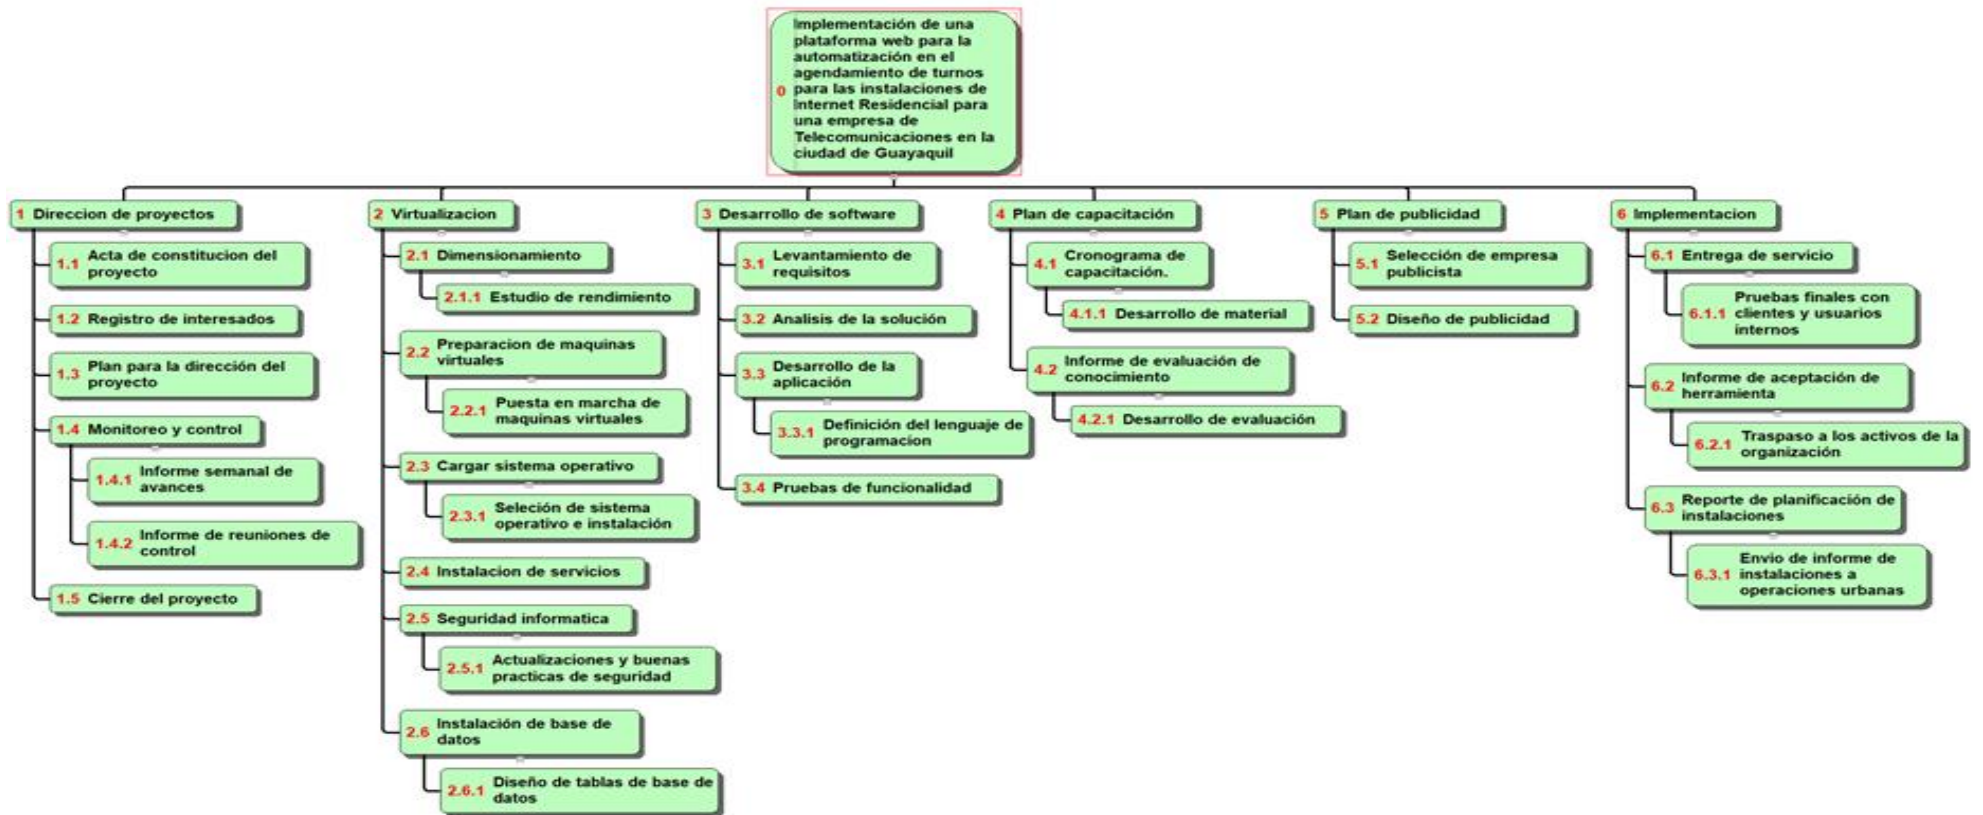 0
Implementación de una
plataforma web para la
automatización en el
agendamiento de turnos
para las instalaciones de
Internet Residencial para
una empresa de
Telecomunicaciones en la
ciudad de Guayaquil
1 Direccion de proyectos
1.1 Acta de constitucion del
proyecto
1.2 Registro de interesados
1.3 Plan para la dirección del
proyecto
1.4 Monitoreo y control
1.4.1 Informe semanal de
avances
1.4.2 Informe de reuniones de
control
1.5 Cierre del proyecto
2 Virtualizacion
2.1 Dimensionamiento
2.1.1 Estudio de rendimiento
2.2 Preparacion de maquinas
virtuales
2.2.1 Puesta en marcha de
maquinas virtuales
2.3 Cargar sistema operativo
2.3.1 Seleción de sistema
operativo e instalación
2.4 Instalacion de servicios
2.5 Seguridad informatica
2.5.1 Actualizaciones y buenas
practicas de seguridad
2.6 Instalación de base de
datos
2.6.1 Diseño de tablas de base de
datos
3 Desarrollo de software
3.1 Levantamiento de
requisitos
3.2 Analisis de la solución
3.3 Desarrollo de la
aplicación
3.3.1 Definición del lenguaje de
programacion
3.4 Pruebas de funcionalidad
4 Plan de capacitación
4.1 Cronograma de
capacitación.
4.1.1 Desarrollo de material
4.2 Informe de evaluación de
conocimiento
4.2.1 Desarrollo de evaluación
5 Plan de publicidad
5.1 Selección de empresa
publicista
5.2 Diseño de publicidad
6 Implementacion
6.1 Entrega de servicio
6.1.1 Pruebas finales con
clientes y usuarios
internos
6.2 Informe de aceptación de
herramienta
6.2.1 Traspaso a los activos de la
organización
6.3 Reporte de planificación de
instalaciones
6.3.1 Envio de informe de
instalaciones a
operaciones urbanas